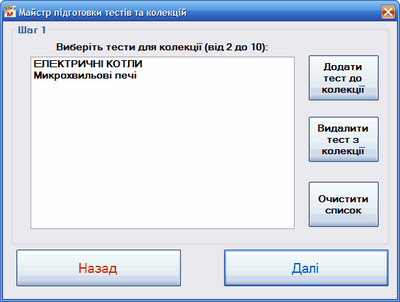 Майстр підготовки тестів та колекцій
Шаг 1
Виберіть тести для колекції (від 2 до 10):
ЕЛЕКТРИЧНІ КОТЛИ
Микрохвильові печі
Додати
тест до
колекції
Видалити
тест з
колекції
Очистити
список
Назад
Далі